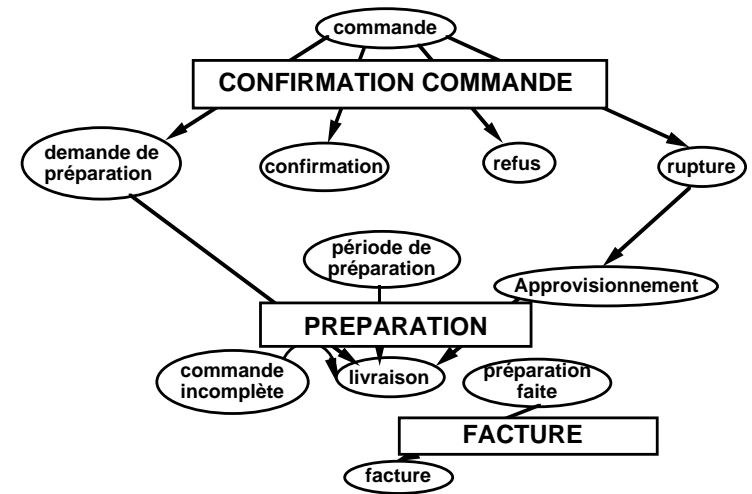 commande
CONFIRMATION COMMANDE
demande de
préparation
confirmation
refus
rupture
période de
préparation
Approvisionnement
PREPARATION
commande
incomplète
livraison
préparation
faite
FACTURE
facture